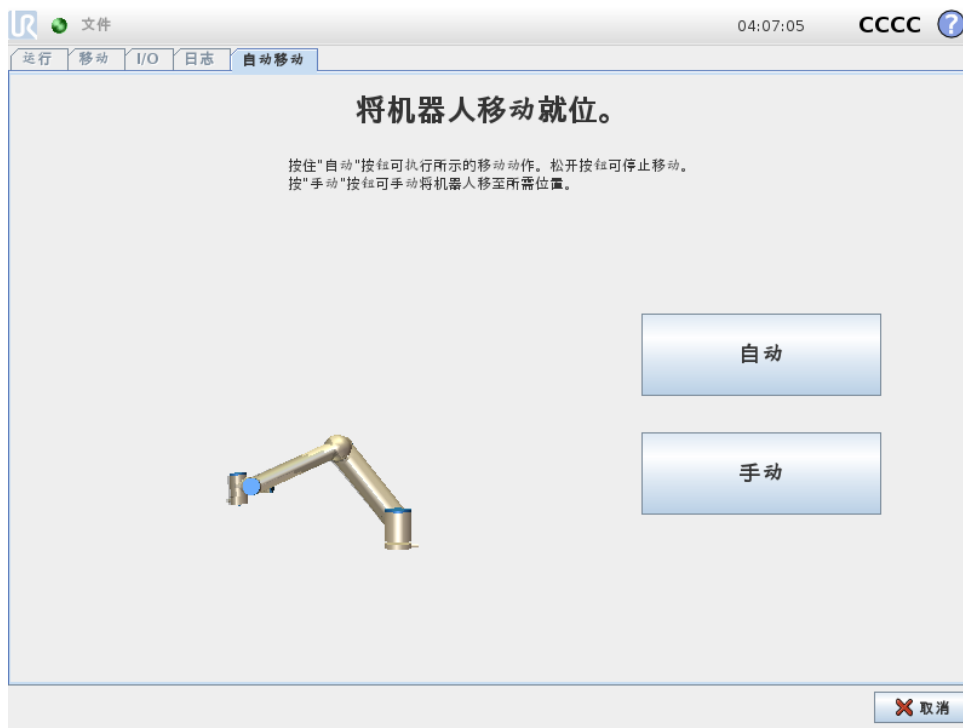 UR 文件 04:07:05 CCCC ?
运行 移动 I/O 日志 自动移动
将机器人移动就位。
按住"自动"按钮可执行所示的移动动作。松开按钮可停止移动。
按"手动"按钮可手动将机器人移至所需位置。
自动
手动
取消